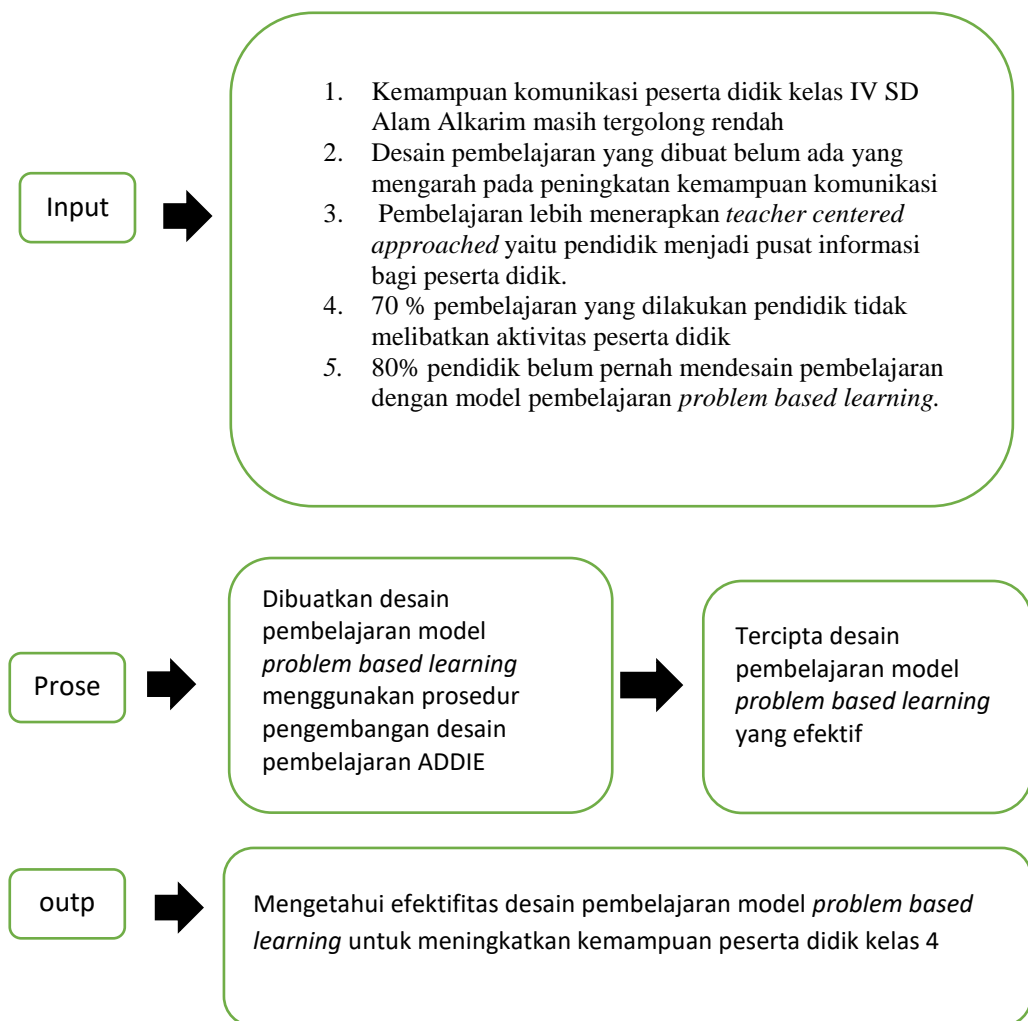 Input
1. Kemampuan komunikasi peserta didik kelas IV SD
Alam Alkarim masih tergolong rendah
2. Desain pembelajaran yang dibuat belum ada yang
mengarah pada peningkatan kemampuan komunikasi
3. Pembelajaran lebih menerapkan teacher centered
approached yaitu pendidik menjadi pusat informasi
bagi peserta didik.
4. 70 % pembelajaran yang dilakukan pendidik tidak
melibatkan aktivitas peserta didik
5. 80% pendidik belum pernah mendesain pembelajaran
dengan model pembelajaran problem based learning.
Prose
Dibuatkan desain
pembelajaran model
problem based learning
menggunakan prosedur
pengembangan desain
pembelajaran ADDIE
Tercipta desain
pembelajaran model
problem based learning
yang efektif
outp
Mengetahui efektifitas desain pembelajaran model problem based
learning untuk meningkatkan kemampuan peserta didik kelas 4